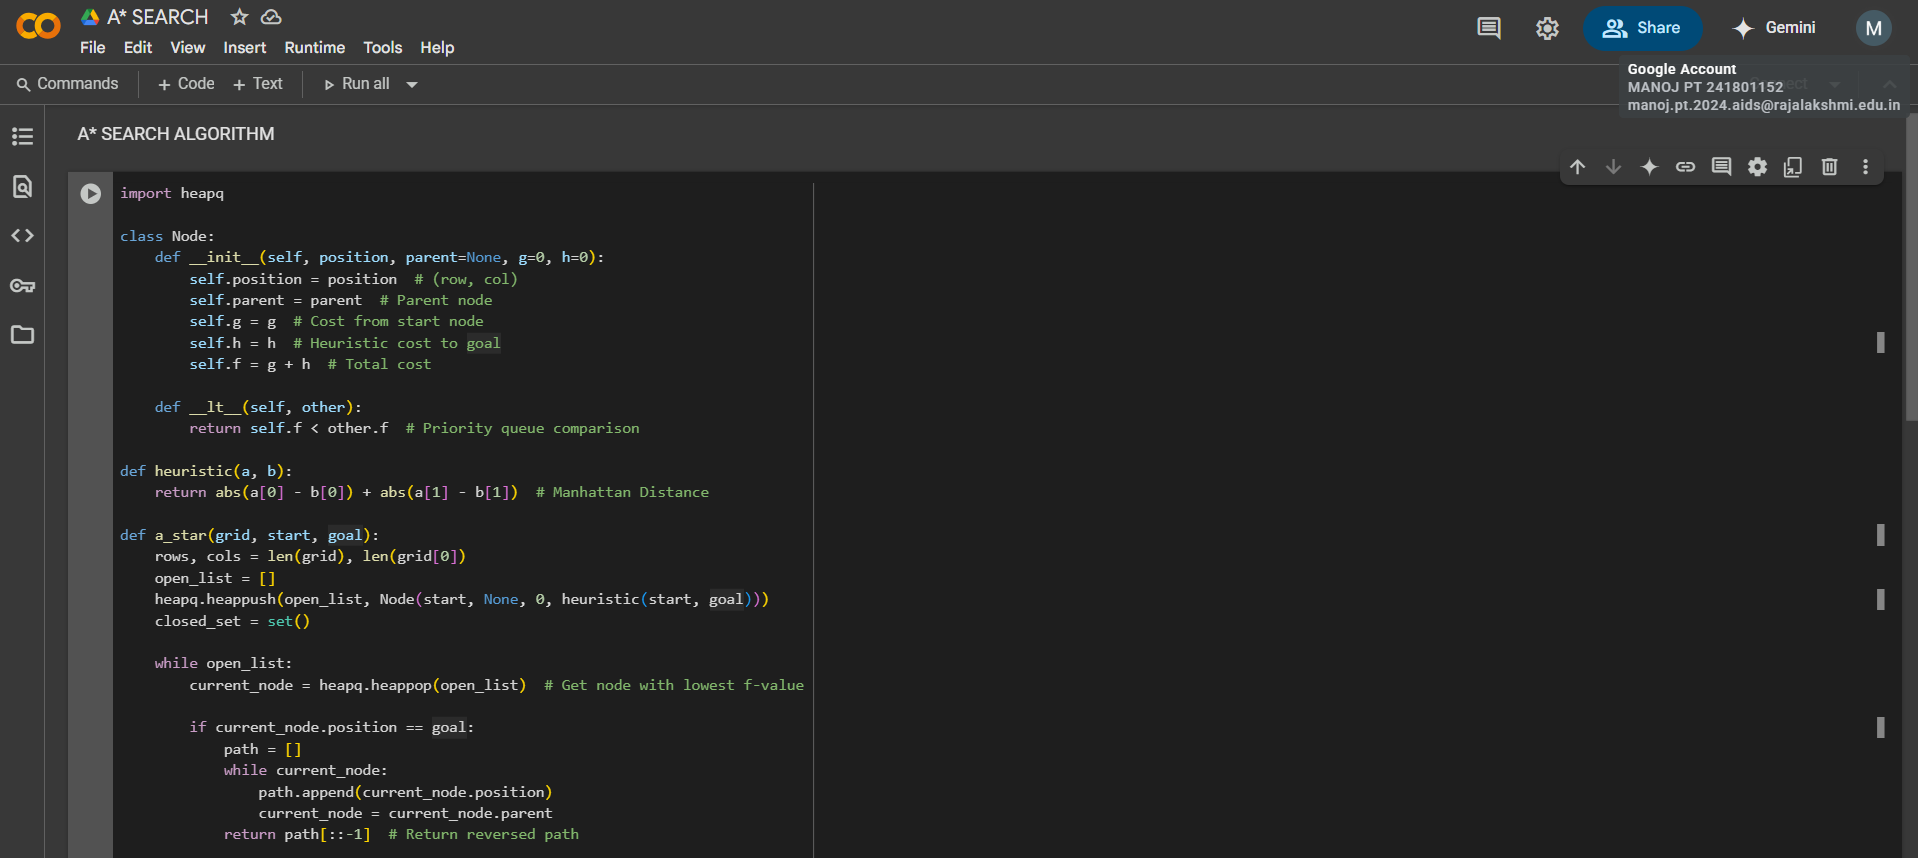 A* SEARCH
File Edit View Insert Runtime Tools Help
Share
Gemini
M
Commands + Code + Text Run all
Google Account
MANOJ PT 241801152
manoj.pt.2024.aids@rajalakshmi.edu.in
A* SEARCH ALGORITHM
import heapq
class Node:
    def __init__(self, position, parent=None, g=0, h=0):
        self.position = position  # (row, col)
        self.parent = parent  # Parent node
        self.g = g  # Cost from start node
        self.h = h  # Heuristic cost to goal
        self.f = g + h  # Total cost
    def __lt__(self, other):
        return self.f < other.f  # Priority queue comparison
def heuristic(a, b):
    return abs(a[0] - b[0]) + abs(a[1] - b[1])  # Manhattan Distance
def a_star(grid, start, goal):
    rows, cols = len(grid), len(grid[0])
    open_list = []
    heapq.heappush(open_list, Node(start, None, 0, heuristic(start, goal)))
    closed_set = set()
    while open_list:
        current_node = heapq.heappop(open_list)  # Get node with lowest f-value
        if current_node.position == goal:
            path = []
            while current_node:
                path.append(current_node.position)
                current_node = current_node.parent
            return path[::-1]  # Return reversed path